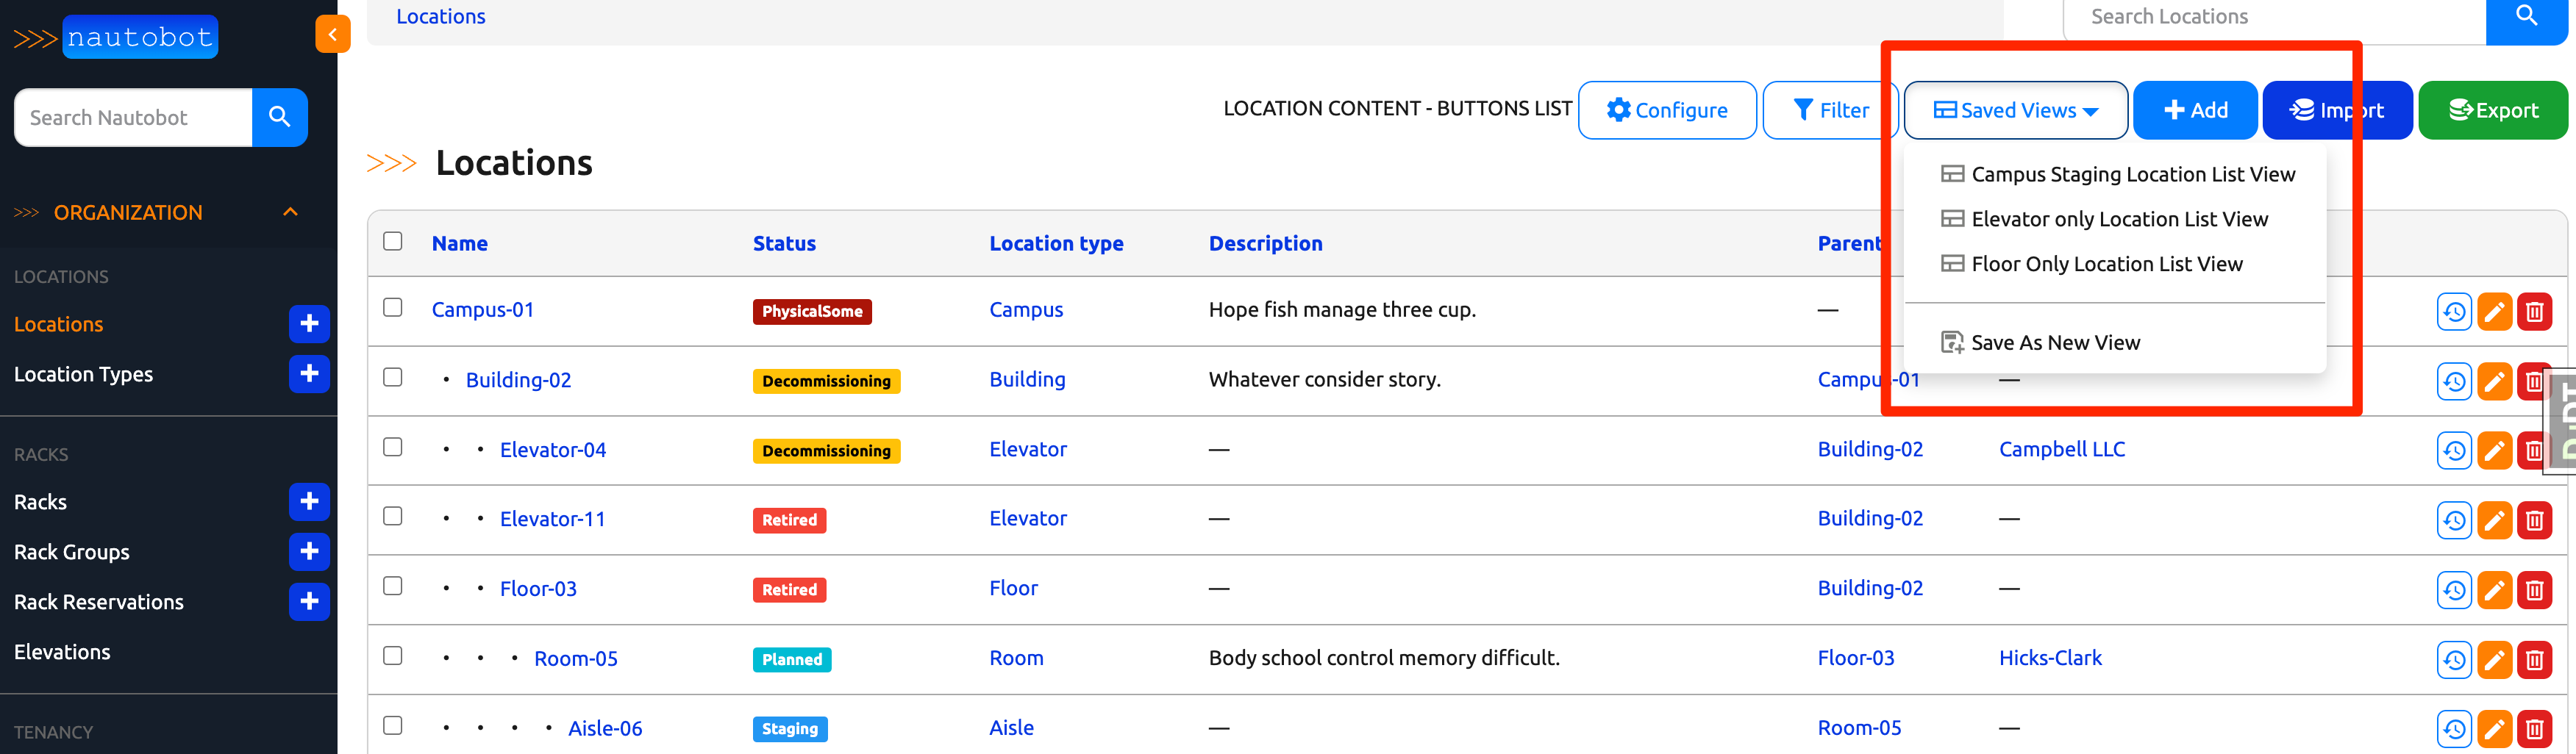 nautobot
Search Nautobot
ORGANIZATION
LOCATIONS
Locations
Location Types
RACKS
Racks
Rack Groups
Rack Reservations
Elevations
TENANCY
Locations
Search Locations
LOCATION CONTENT - BUTTONS LIST
Configure
Filter
Saved Views
Add
Import
Export
Campus Staging Location List View
Elevator only Location List View
Floor Only Location List View
Save As New View
Locations
Name Status Location type Description Parent
Campus-01 PhysicalSome Campus Hope fish manage three cup. —
• Building-02 Decommissioning Building Whatever consider story. Campus-01 —
• • Elevator-04 Decommissioning Elevator — Building-02 Campbell LLC
• • Elevator-11 Retired Elevator — Building-02 —
• • Floor-03 Retired Floor — Building-02 —
• • • Room-05 Planned Room Body school control memory difficult. Floor-03 Hicks-Clark
• • • • Aisle-06 Staging Aisle — Room-05 —